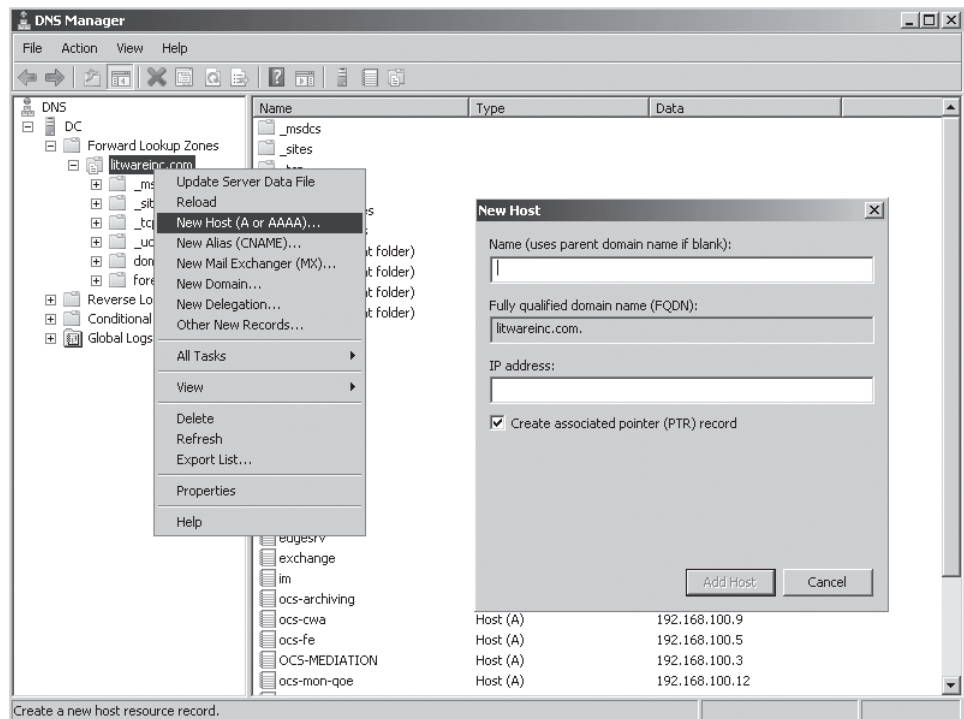 DNS Manager
File Action View Help
DNS
DC
Forward Lookup Zones
litwareinc.com
Reverse Lo
Conditional
Global Logs
Update Server Data File
Reload
New Host (A or AAAA)...
New Alias (CNAME)...
New Mail Exchanger (MX)...
New Domain...
New Delegation...
Other New Records...
All Tasks
View
Delete
Refresh
Export List...
Properties
Help
Name Type Data
_msdcs
_sites
t folder)
t folder)
t folder)
t folder)
edgesrv
exchange
im
ocs-archiving
ocs-cwa Host (A) 192.168.100.9
ocs-fe Host (A) 192.168.100.5
OCS-MEDIATION Host (A) 192.168.100.3
ocs-mon-qoe Host (A) 192.168.100.12
New Host
Name (uses parent domain name if blank):
Fully qualified domain name (FQDN):
litwareinc.com.
IP address:
Create associated pointer (PTR) record
Add Host Cancel
Create a new host resource record.